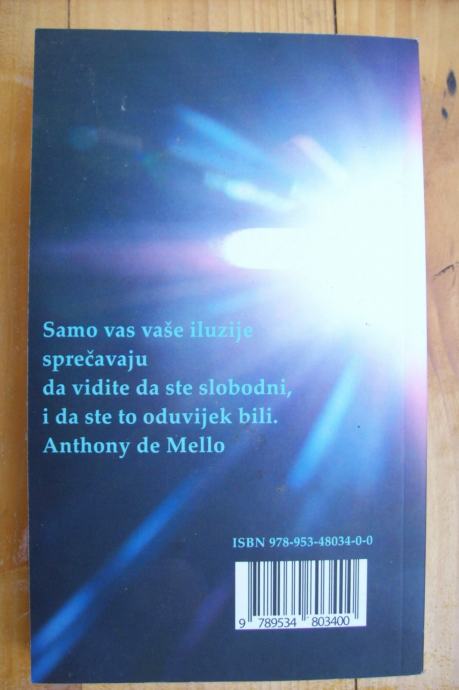 Samo vas vaše iluzije
sprečavaju
da vidite da ste slobodni,
i da ste to oduvijek bili.
Anthony de Mello
ISBN 978-953-48034-0-0
9 789534 803400